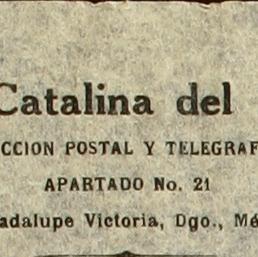 Catalina del
CCION POSTAL Y TELEGRAF
APARTADO No. 21
adalupe Victoria, Dgo., Mé